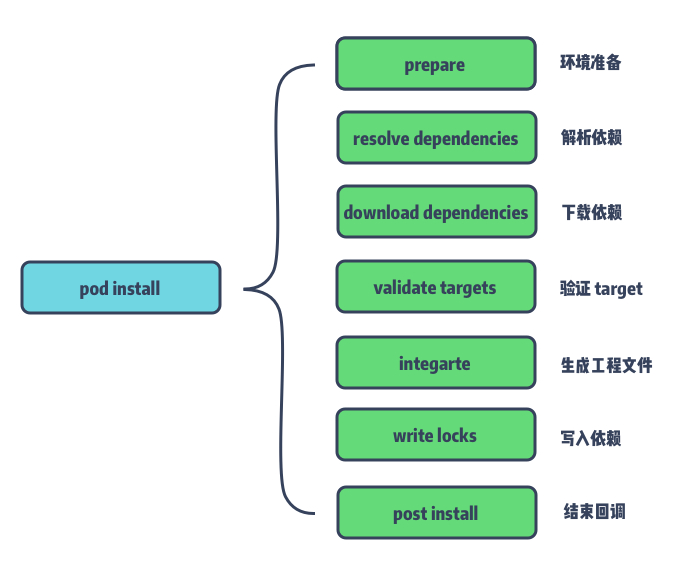 prepare 环境准备
resolve dependencies 解析依赖
download dependencies 下载依赖
pod install
validate targets 验证 target
integarte 生成工程文件
write locks 写入依赖
post install 结束回调